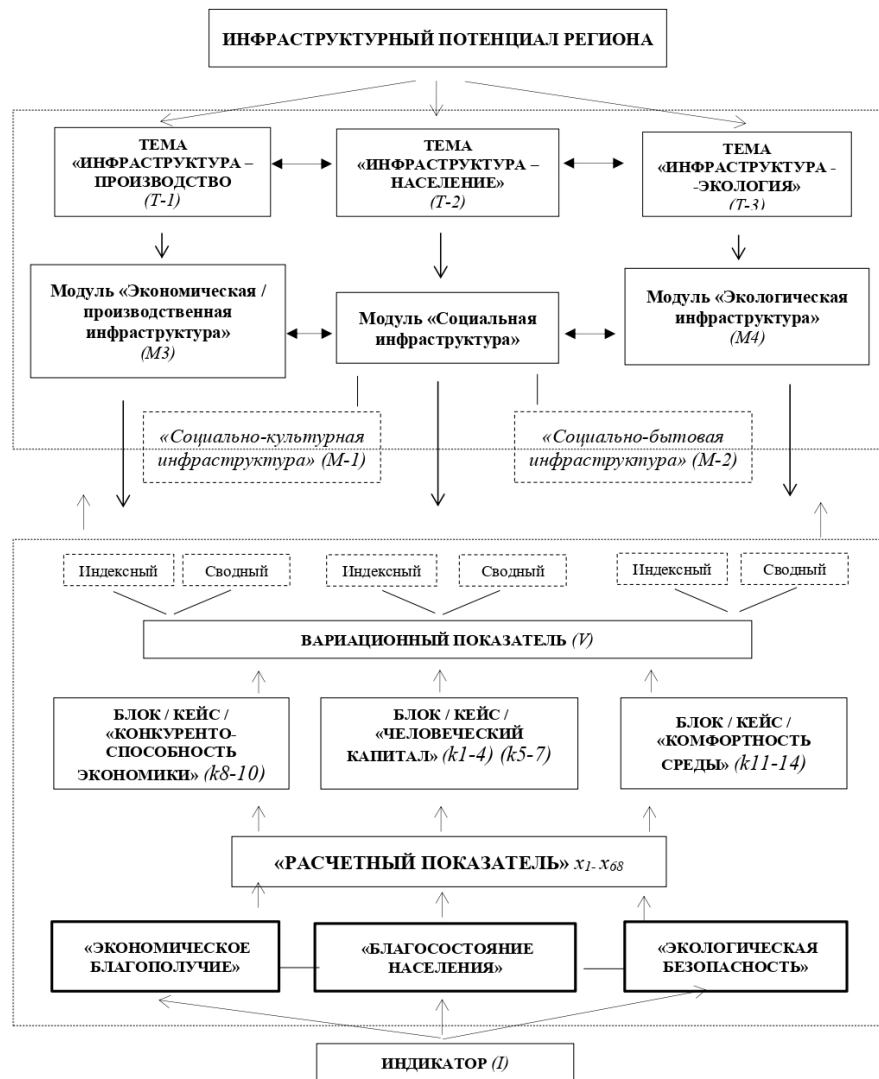 ИНФРАСТРУКТУРНЫЙ ПОТЕНЦИАЛ РЕГИОНА
ТЕМА
«ИНФРАСТРУКТУРА –
ПРОИЗВОДСТВО
(Т-1)
ТЕМА
«ИНФРАСТРУКТУРА –
НАСЕЛЕНИЕ»
(Т-2)
ТЕМА
«ИНФРАСТРУКТУРА -
-ЭКОЛОГИЯ»
(Т-3)
Модуль «Экономическая /
производственная
инфраструктура»
(М3)
Модуль «Социальная
инфраструктура»
Модуль «Экологическая
инфраструктура»
(М4)
«Социально-культурная
инфраструктура» (М-1)
«Социально-бытовая
инфраструктура» (М-2)
Индексный
Сводный
Индексный
Сводный
Индексный
Сводный
ВАРИАЦИОННЫЙ ПОКАЗАТЕЛЬ (V)
БЛОК / КЕЙС /
«КОНКУРЕНТО-
СПОСОБНОСТЬ
ЭКОНОМИКИ» (k8-10)
БЛОК / КЕЙС /
«ЧЕЛОВЕЧЕСКИЙ
КАПИТАЛ» (k1-4) (k5-7)
БЛОК / КЕЙС /
«КОМФОРТНОСТЬ
СРЕДЫ» (k11-14)
«РАСЧЕТНЫЙ ПОКАЗАТЕЛЬ» x1- x68
«ЭКОНОМИЧЕСКОЕ
БЛАГОПОЛУЧИЕ»
«БЛАГОСОСТОЯНИЕ
НАСЕЛЕНИЯ»
«ЭКОЛОГИЧЕСКАЯ
БЕЗОПАСНОСТЬ»
ИНДИКАТОР (I)